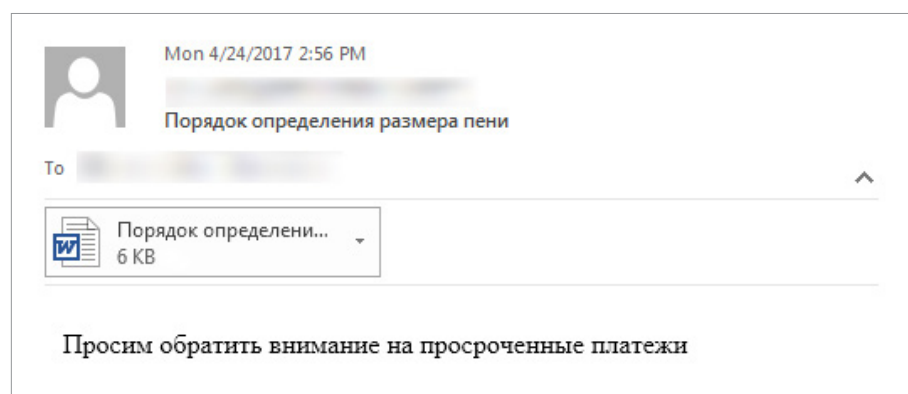 Mon 4/24/2017 2:56 PM
Порядок определения размера пени
To
Порядок определени...
6 KB
Просим обратить внимание на просроченные платежи